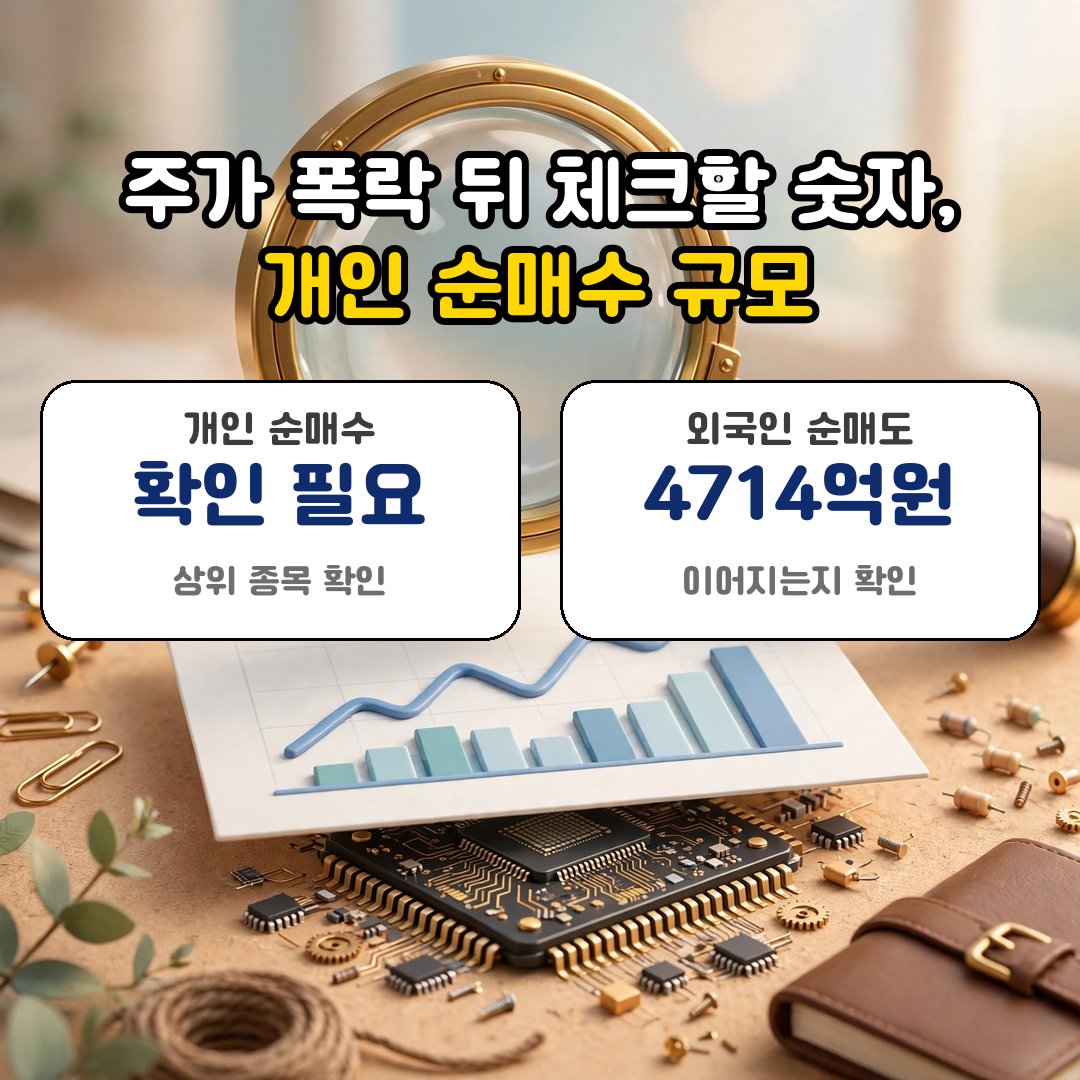 주가 폭락 뒤 체크할 숫자,
개인 순매수 규모
개인 순매수
확인 필요
상위 종목 확인
외국인 순매도
4714억원
이어지는지 확인